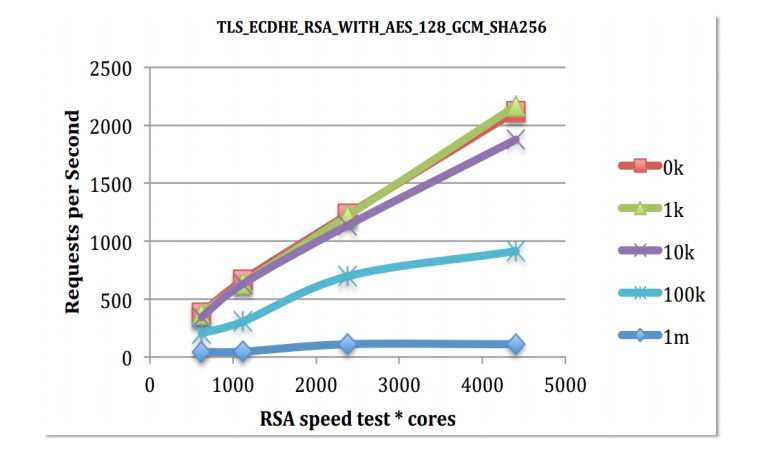 TLS_ECDHE_RSA_WITH_AES_128_GCM_SHA256
Requests per Second
2500
2000
1500
1000
500
0
0 1000 2000 3000 4000 5000
RSA speed test * cores
0k
1k
10k
100k
1m